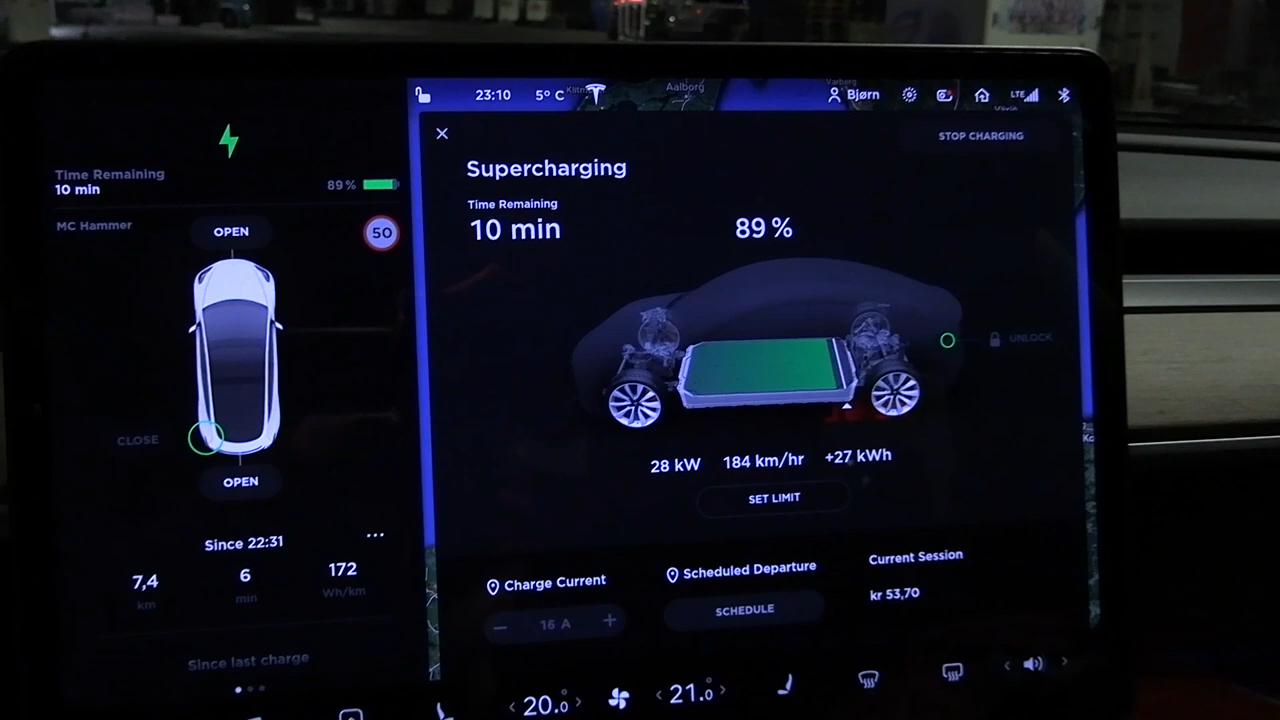 23:10
5° C
Aalborg
Varberg
Bjørn
LTE
STOP CHARGING
Time Remaining
10 min
89 %
MC Hammer
OPEN
50
CLOSE
OPEN
Since 22:31
...
7,4
6
172
km
min
Wh/km
Since last charge
Supercharging
Time Remaining
10 min
89 %
UNLOCK
28 kW
184 km/hr
+27 kWh
SET LIMIT
Charge Current
Scheduled Departure
Current Session
16 A
SCHEDULE
kr 53,70
20.0
21.0